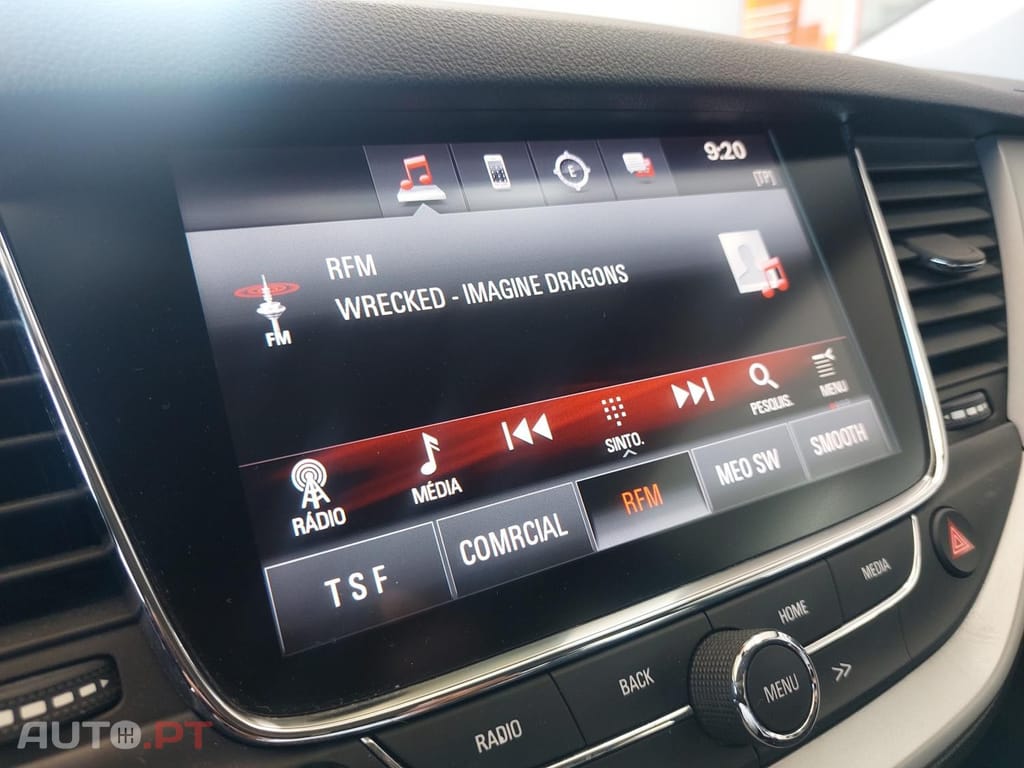 9:20
[TP]
E
RFM
WRECKED - IMAGINE DRAGONS
FM
RÁDIO
MÉDIA
SINTO.
PESQUIS.
MENU
T S F
COMRCIAL
RFM
MEO SW
SMOOTH
RADIO
BACK
MENU
HOME
MEDIA
AUTO.PT